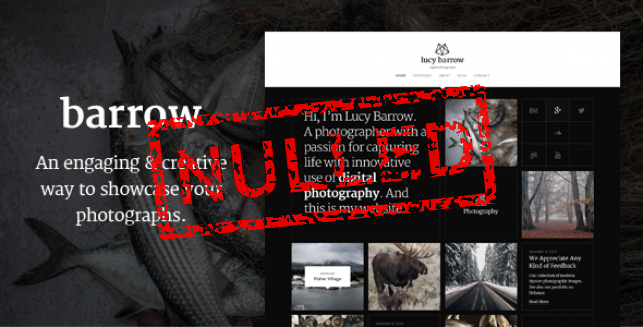 barrow
An engaging & creative
way to showcase your
photographs.
lucy barrow
HOME PORTFOLIO ABOUT BLOG CONTACT
Hi, I'm Lucy Barrow.
A photographer with a
passion for capturing
life with innovative
use of digital
photography. And
this is my website.
NULLED
Photography
Fisher Village
We Appreciate Any
Kind of Feedback
Read More